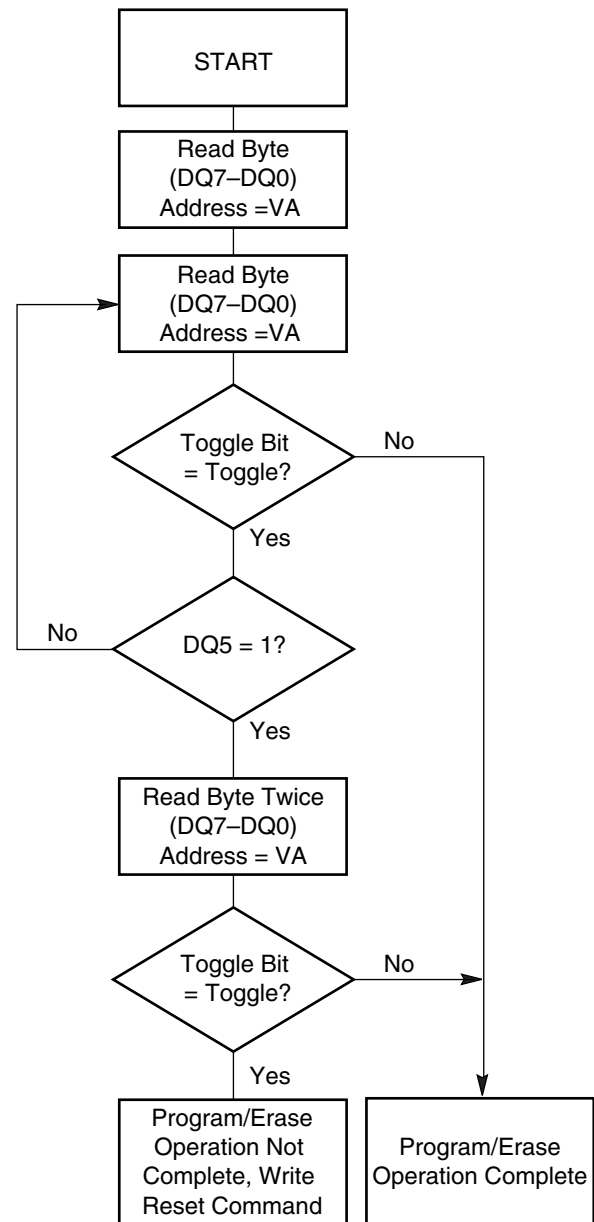 START
Read Byte
(DQ7–DQ0)
Address =VA
Read Byte
(DQ7–DQ0)
Address =VA
Toggle Bit
= Toggle?
No
Yes
No
DQ5 = 1?
Yes
Read Byte Twice
(DQ7–DQ0)
Address = VA
Toggle Bit
= Toggle?
No
Yes
Program/Erase
Operation Not
Complete, Write
Reset Command
Program/Erase
Operation Complete